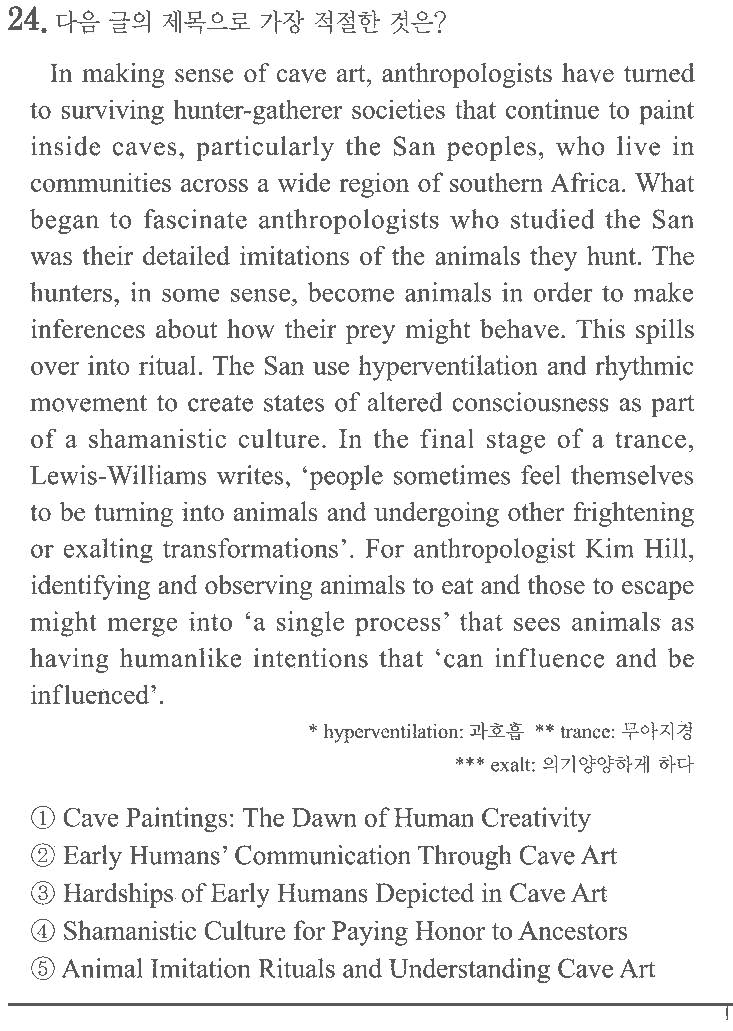 24. 다음 글의 제목으로 가장 적절한 것은?
In making sense of cave art, anthropologists have turned
to surviving hunter-gatherer societies that continue to paint
inside caves, particularly the San peoples, who live in
communities across a wide region of southern Africa. What
began to fascinate anthropologists who studied the San
was their detailed imitations of the animals they hunt. The
hunters, in some sense, become animals in order to make
inferences about how their prey might behave. This spills
over into ritual. The San use hyperventilation and rhythmic
movement to create states of altered consciousness as part
of a shamanistic culture. In the final stage of a trance,
Lewis-Williams writes, ‘people sometimes feel themselves
to be turning into animals and undergoing other frightening
or exalting transformations’. For anthropologist Kim Hill,
identifying and observing animals to eat and those to escape
might merge into ‘a single process’ that sees animals as
having humanlike intentions that ‘can influence and be
influenced’.
* hyperventilation: 과호흡 ** trance: 무아지경
*** exalt: 의기양양하게 하다
① Cave Paintings: The Dawn of Human Creativity
② Early Humans’ Communication Through Cave Art
③ Hardships of Early Humans Depicted in Cave Art
④ Shamanistic Culture for Paying Honor to Ancestors
⑤ Animal Imitation Rituals and Understanding Cave Art